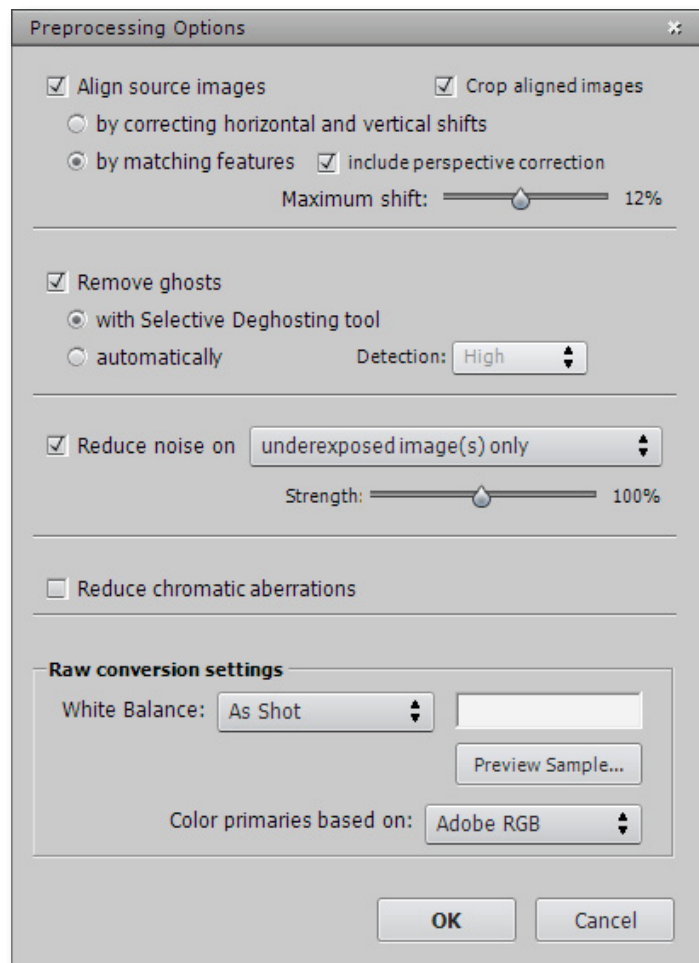 Preprocessing Options
Align source images Crop aligned images
by correcting horizontal and vertical shifts
by matching features include perspective correction
Maximum shift: 12%
Remove ghosts
with Selective Deghosting tool
automatically Detection: High
Reduce noise on underexposed image(s) only
Strength: 100%
Reduce chromatic aberrations
Raw conversion settings
White Balance: As Shot
Preview Sample...
Color primaries based on: Adobe RGB
OK Cancel